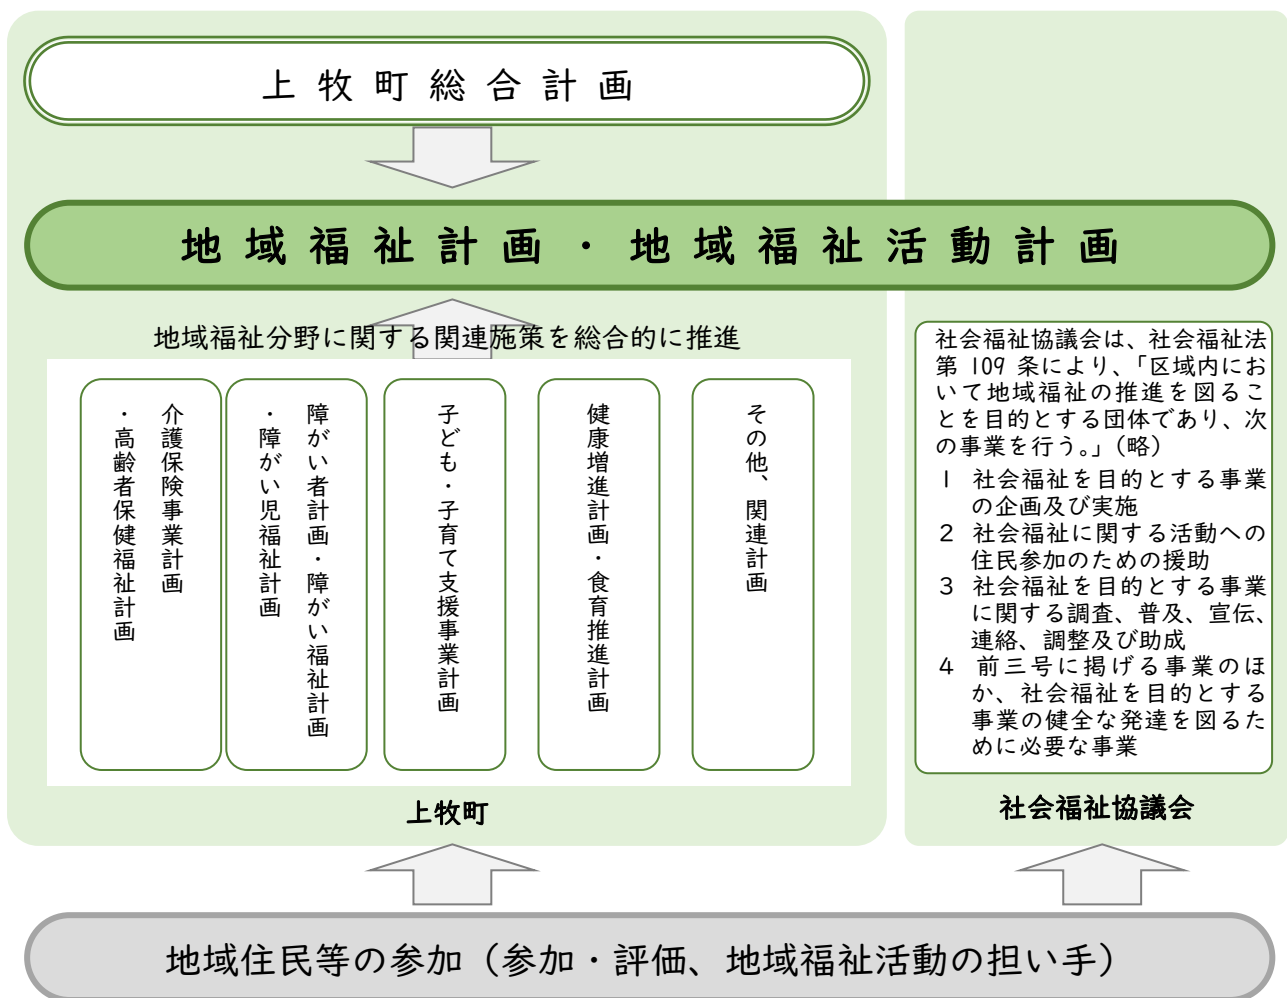 上牧町総合計画
地域福祉計画・地域福祉活動計画
地域福祉分野に関する関連施策を総合的に推進
介護保険事業計画
・高齢者保健福祉計画
障がい者計画・障がい福祉計画
・障がい児福祉計画
子ども・子育て支援事業計画
健康増進計画・食育推進計画
その他、関連計画
上牧町
社会福祉協議会は、社会福祉法
第 109 条により、「区域内にお
いて地域福祉の推進を図るこ
とを目的とする団体であり、次
の事業を行う。」（略）
1 社会福祉を目的とする事業
の企画及び実施
2 社会福祉に関する活動への
住民参加のための援助
3 社会福祉を目的とする事業
に関する調査、普及、宣伝、
連絡、調整及び助成
4 前三号に掲げる事業のほ
か、社会福祉を目的とする
事業の健全な発達を図るた
めに必要な事業
社会福祉協議会
地域住民等の参加（参加・評価、地域福祉活動の担い手）